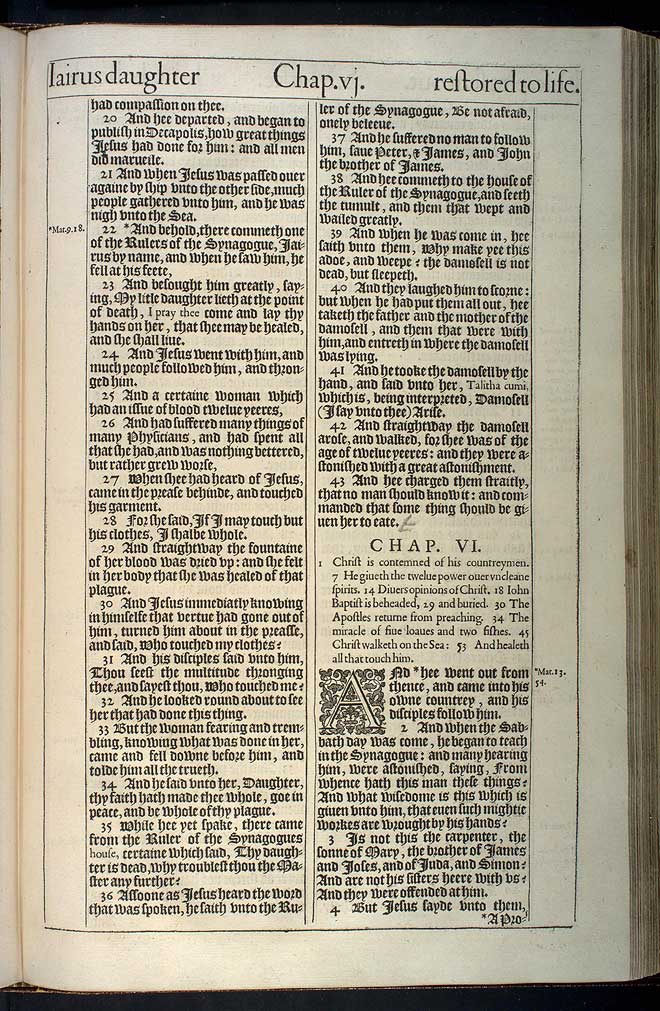 Iairus daughter Chap.vj. reſtored to life.
had compaſſion on thee.
20 And hee departed, and began to
publiſh in Decapolis, how great things
Jeſus had done for him: and all men
did marueile.
21 And when Jeſus was paſſed ouer
againe by ſhip vnto the other ſide, much
people gathered vnto him, and he was
nigh vnto the Sea.
*Mat.9.18.
22 *And behold, there commeth one
of the Rulers of the Synagogue, Jai-
rus by name, and when he ſaw him, he
fell at his feete,
23 And beſought him greatly, ſay-
ing, My litle daughter lieth at the point
of death, I pray thee come and lay thy
hands on her, that ſhee may be healed,
and ſhe ſhall liue.
24 And Jeſus went with him, and
much people followed him, and thron-
ged him.
25 And a certaine woman which
had an iſſue of blood twelue yeeres,
26 And had ſuffered many things of
many Phyſicians, and had ſpent all
that ſhe had, and was nothing bettered,
but rather grew worſe,
27 When ſhee had heard of Jeſus,
came in the preaſe behinde, and touched
his garment.
28 For ſhe ſaid, If I may touch but
his clothes, I ſhalbe whole.
29 And ſtraightway the fountaine
of her blood was dried vp: and ſhe felt
in her body that ſhe was healed of that
plague.
30 And Jeſus immediatly knowing
in himſelfe that vertue had gone out of
him, turned him about in the preaſſe,
and ſaid, Who touched my clothes?
31 And his diſciples ſaid vnto him,
Thou ſeeſt the multitude thronging
thee, and ſayeſt thou, Who touched me?
32 And he looked round about to ſee
her that had done this thing.
33 But the woman fearing and trem-
bling, knowing what was done in her,
came and fell downe before him, and
tolde him all the trueth.
34 And he ſaid vnto her, Daughter,
thy faith hath made thee whole, goe in
peace, and be whole of thy plague.
35 While hee yet ſpake, there came
from the Ruler of the Synagogues
houſe, certaine which ſaid, Thy daugh-
ter is dead, why troubleſt thou the Ma-
ſter any further?
36 Aſſoone as Jeſus heard the word
that was ſpoken, he ſaith vnto the Ru-
ler of the Synagogue, Be not afraid,
onely beleeue.
37 And he ſuffered no man to follow
him, ſaue Peter, & James, and John
the brother of James.
38 And hee commeth to the houſe of
the Ruler of the Synagogue, and ſeeth
the tumult, and them that wept and
wailed greatly.
39 And when he was come in, hee
ſaith vnto them, Why make yee this
adoe, and weepe? the damoſell is not
dead, but ſleepeth.
40 And they laughed him to ſcorne:
but when he had put them all out, hee
taketh the father and the mother of the
damoſell, and them that were with
him, and entreth in where the damoſell
was lying.
41 And he tooke the damoſell by the
hand, and ſaid vnto her, Talitha cumi,
which is, being interpreted, Damoſell
(I ſay vnto thee) Ariſe.
42 And ſtraightway the damoſell
aroſe, and walked, for ſhee was of the
age of twelue yeeres: and they were a-
ſtoniſhed with a great aſtoniſhment.
43 And hee charged them ſtraitly,
that no man ſhould know it: and com-
manded that ſome thing ſhould be gi-
uen her to eate.
CHAP. VI.
1 Chriſt is contemned of his countreymen.
7 He giueth the twelue power ouer vncleane
ſpirits. 14 Diuers opinions of Chriſt. 18 Iohn
Baptiſt is beheaded, 29 and buried. 30 The
Apoſtles returne from preaching. 34 The
miracle of fiue loaues and two fiſhes. 45
Chriſt walketh on the Sea: 53 And healeth
all that touch him.
ANd *hee went out from
thence, and came into his
owne countrey, and his
diſciples follow him.
*Mat.13.
54.
2 And when the Sab-
bath day was come, he began to teach
in the Synagogue: and many hearing
him, were aſtoniſhed, ſaying, From
whence hath this man theſe things?
And what wiſedome is this which is
giuen vnto him, that euen ſuch mightie
workes are wrought by his hands?
3 Is not this the carpenter, the
ſonne of Mary, the brother of James
and Joſes, and of Juda, and Simon?
And are not his ſiſters heere with vs?
And they were offended at him.
4 But Jeſus ſayde vnto them,
*A Pro-